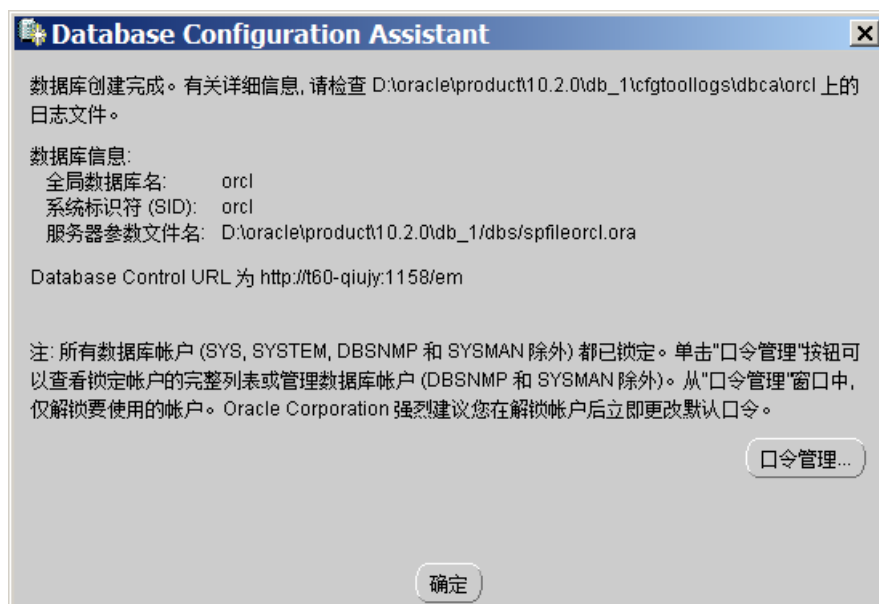 Database Configuration Assistant
数据库创建完成。有关详细信息, 请检查 D:\oracle\product\10.2.0\db_1\cfgtoollogs\dbca\orcl 上的
日志文件。
数据库信息:
全局数据库名: orcl
系统标识符 (SID): orcl
服务器参数文件名: D:\oracle\product\10.2.0\db_1/dbs/spfileorcl.ora
Database Control URL 为 http://t60-qiujy:1158/em
注: 所有数据库帐户 (SYS, SYSTEM, DBSNMP 和 SYSMAN 除外) 都已锁定。单击"口令管理"按钮可
以查看锁定帐户的完整列表或管理数据库帐户 (DBSNMP 和 SYSMAN 除外)。从"口令管理"窗口中,
仅解锁要使用的帐户。Oracle Corporation 强烈建议您在解锁帐户后立即更改默认口令。
口令管理...
确定